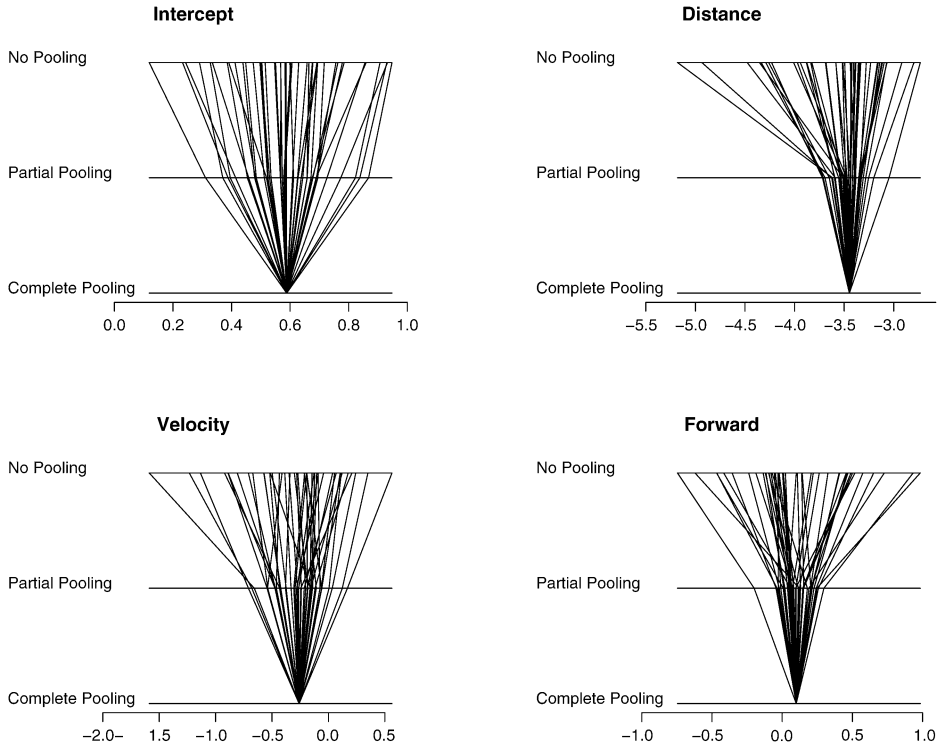 Intercept
No Pooling
Partial Pooling
Complete Pooling
0.0 0.2 0.4 0.6 0.8 1.0
Distance
No Pooling
Partial Pooling
Complete Pooling
−5.5 −5.0 −4.5 −4.0 −3.5 −3.0
Velocity
No Pooling
Partial Pooling
Complete Pooling
−2.0− 1.5 −1.0 −0.5 0.0 0.5
Forward
No Pooling
Partial Pooling
Complete Pooling
−1.0 −0.5 0.0 0.5 1.0